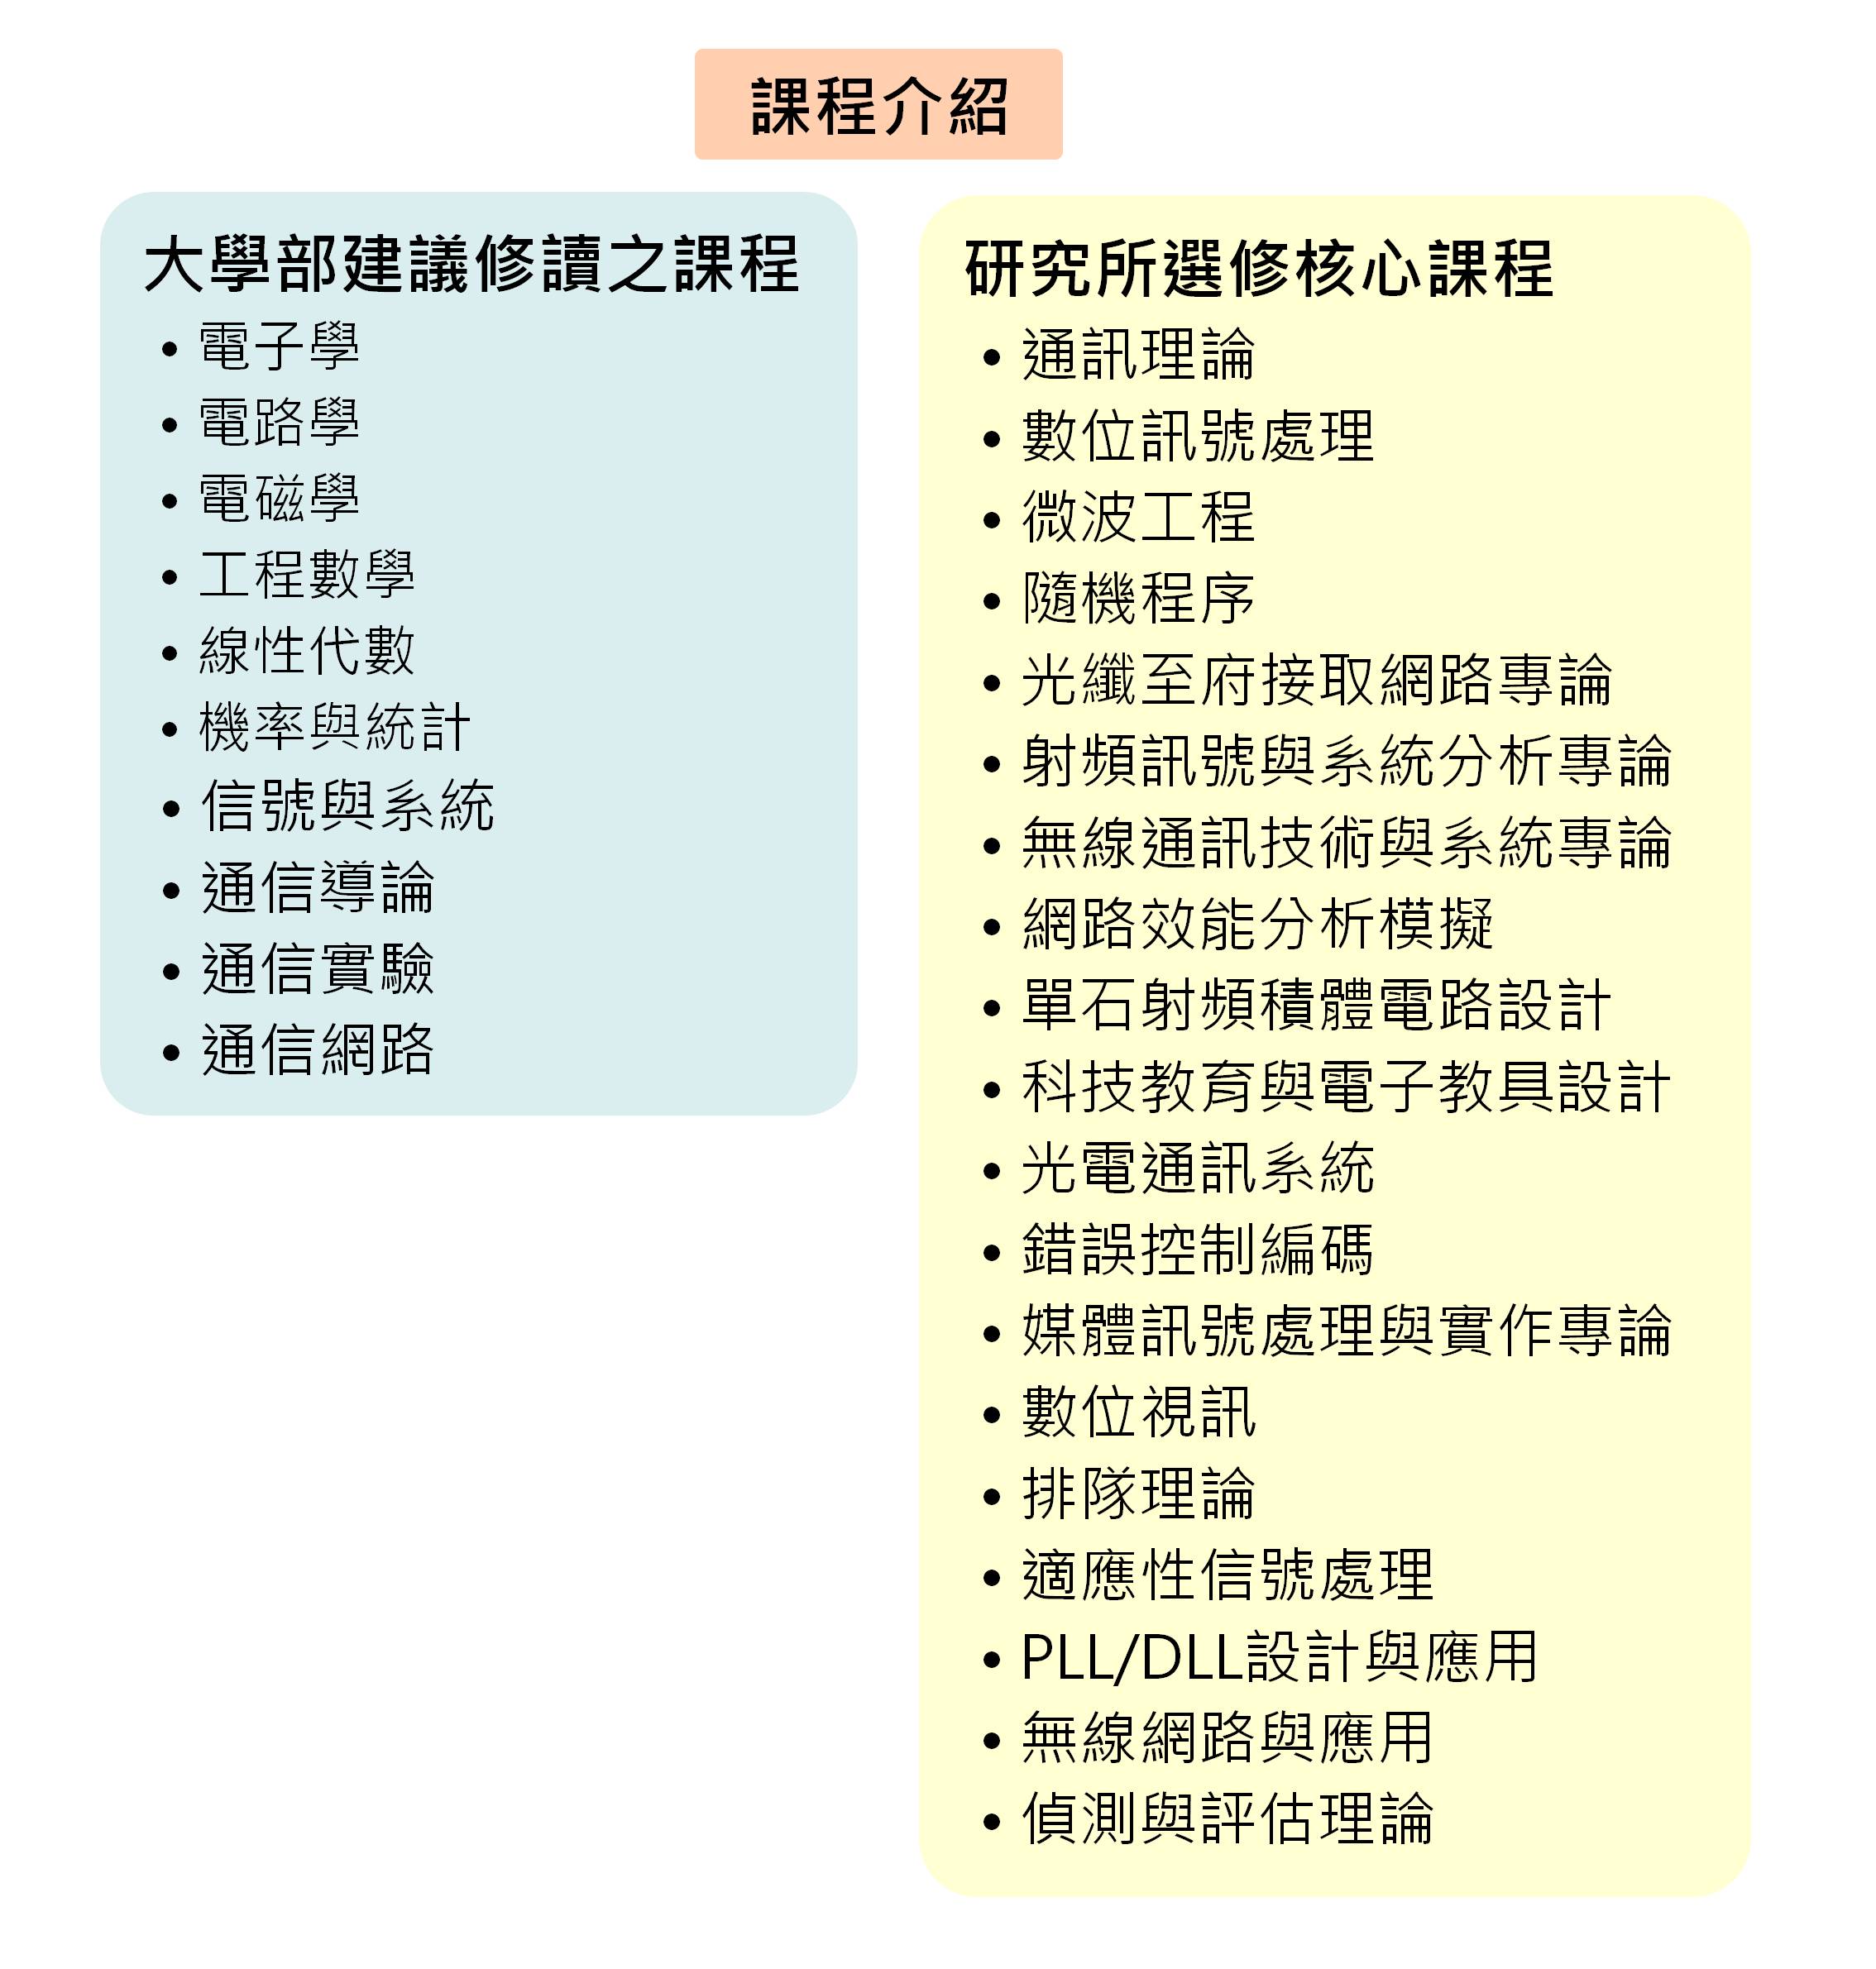 課程介紹
大學部建議修讀之課程
• 電子學
• 電路學
• 電磁學
• 工程數學
• 線性代數
• 機率與統計
• 信號與系統
• 通信導論
• 通信實驗
• 通信網路
研究所選修核心課程
• 通訊理論
• 數位訊號處理
• 微波工程
• 隨機程序
• 光纖至府接取網路專論
• 射頻訊號與系統分析專論
• 無線通訊技術與系統專論
• 網路效能分析模擬
• 單石射頻積體電路設計
• 科技教育與電子教具設計
• 光電通訊系統
• 錯誤控制編碼
• 媒體訊號處理與實作專論
• 數位視訊
• 排隊理論
• 適應性信號處理
• PLL/DLL設計與應用
• 無線網路與應用
• 偵測與評估理論